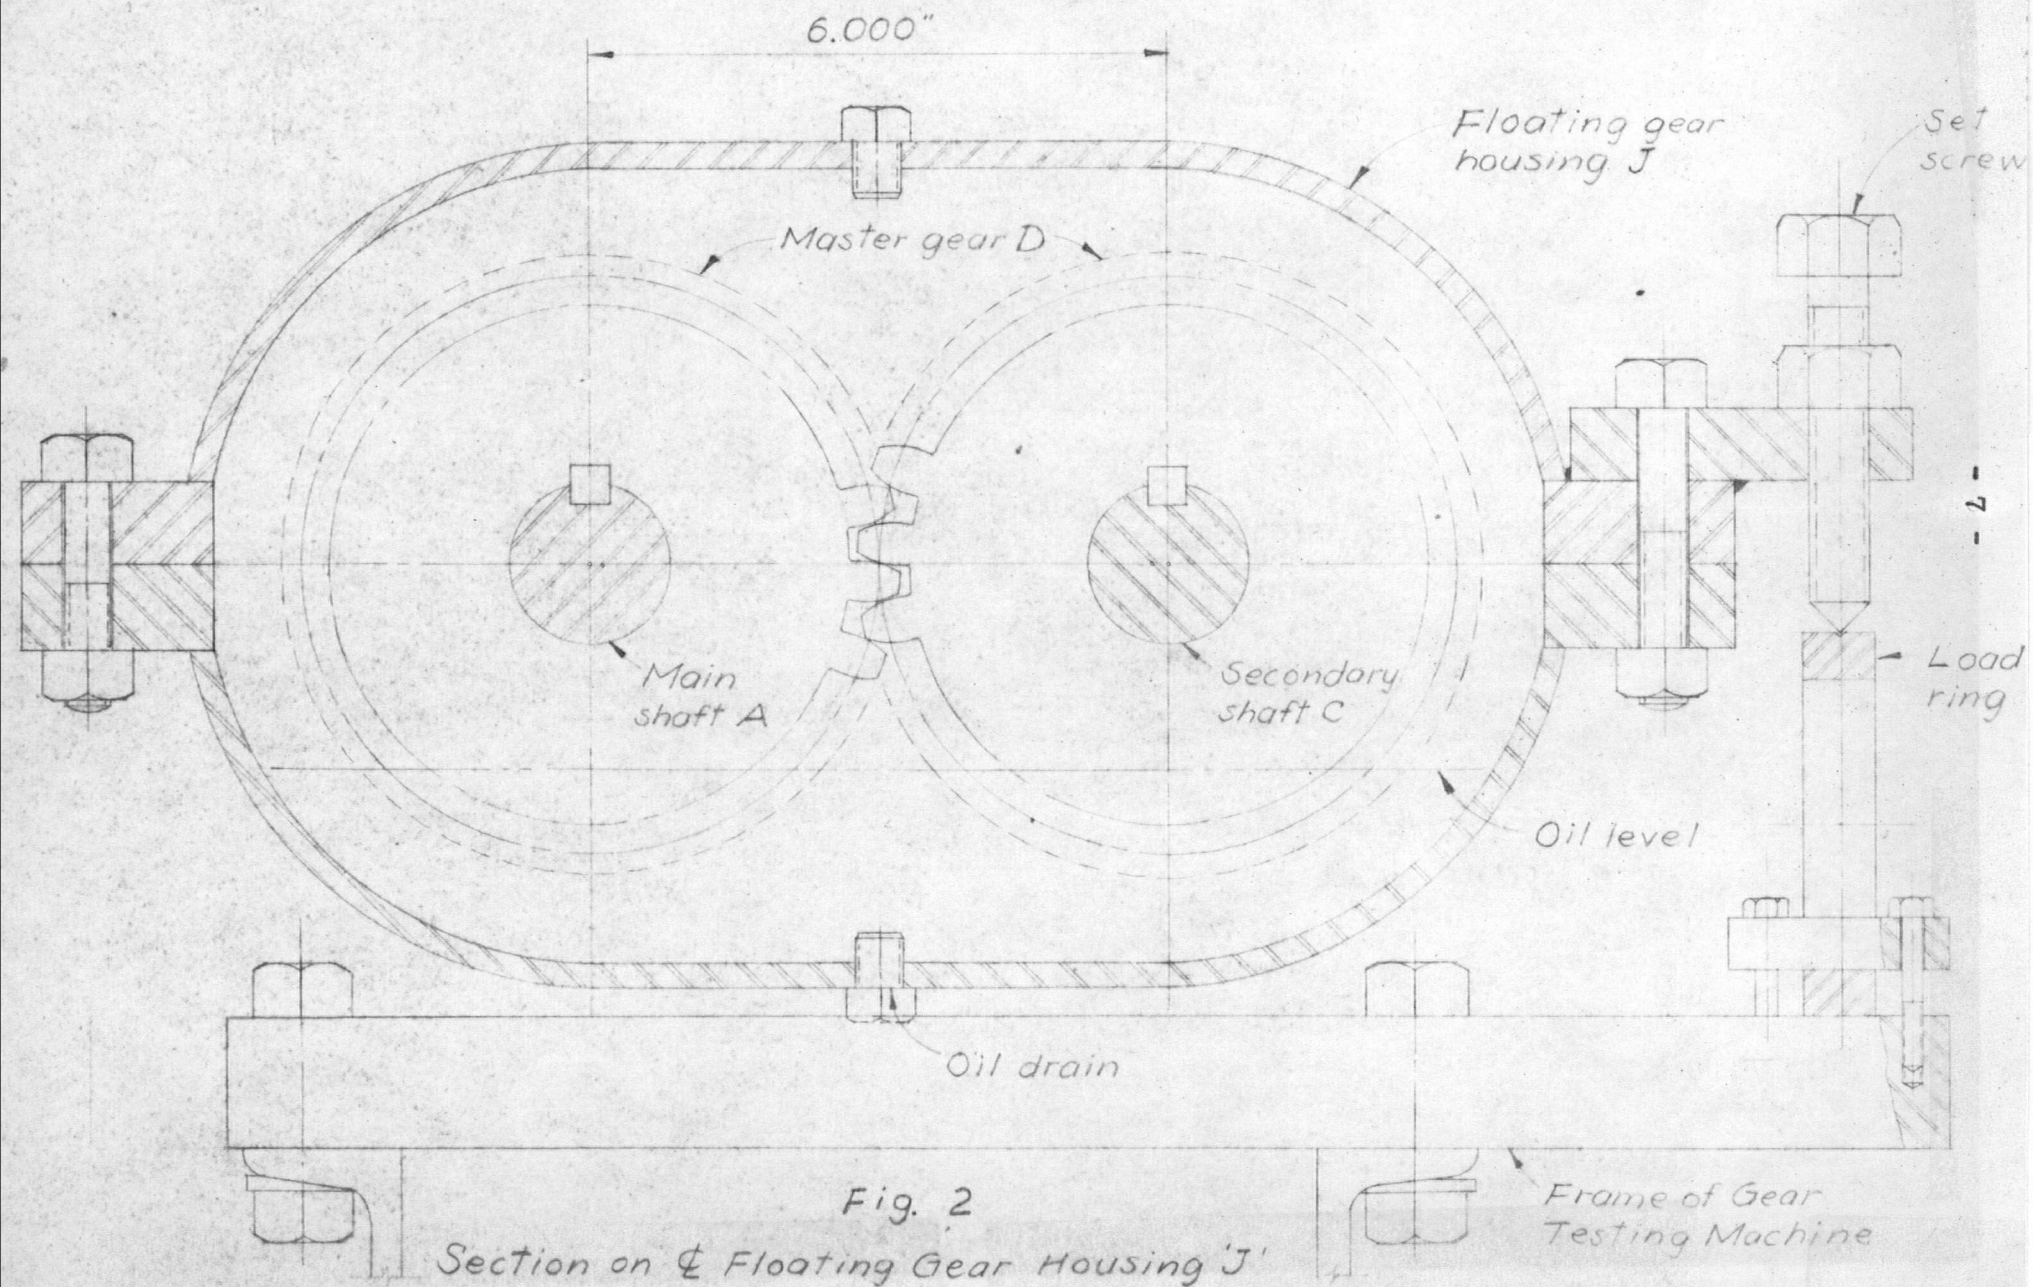 6.000"
Floating gear
housing J
Set
screw
Master gear D
- 7 -
Main
shaft A
Secondary
shaft C
Load
ring
Oil level
Oil drain
Frame of Gear
Testing Machine
Fig. 2
Section on ℄ Floating Gear Housing 'J'